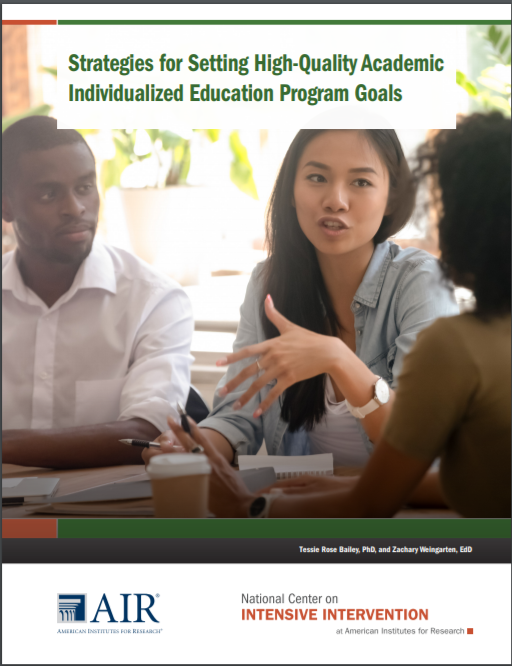 Strategies for Setting High-Quality Academic
Individualized Education Program Goals
Tessie Rose Bailey, PhD, and Zachary Weingarten, EdD
AIR®
AMERICAN INSTITUTES FOR RESEARCH®
National Center on
INTENSIVE INTERVENTION
at American Institutes for Research